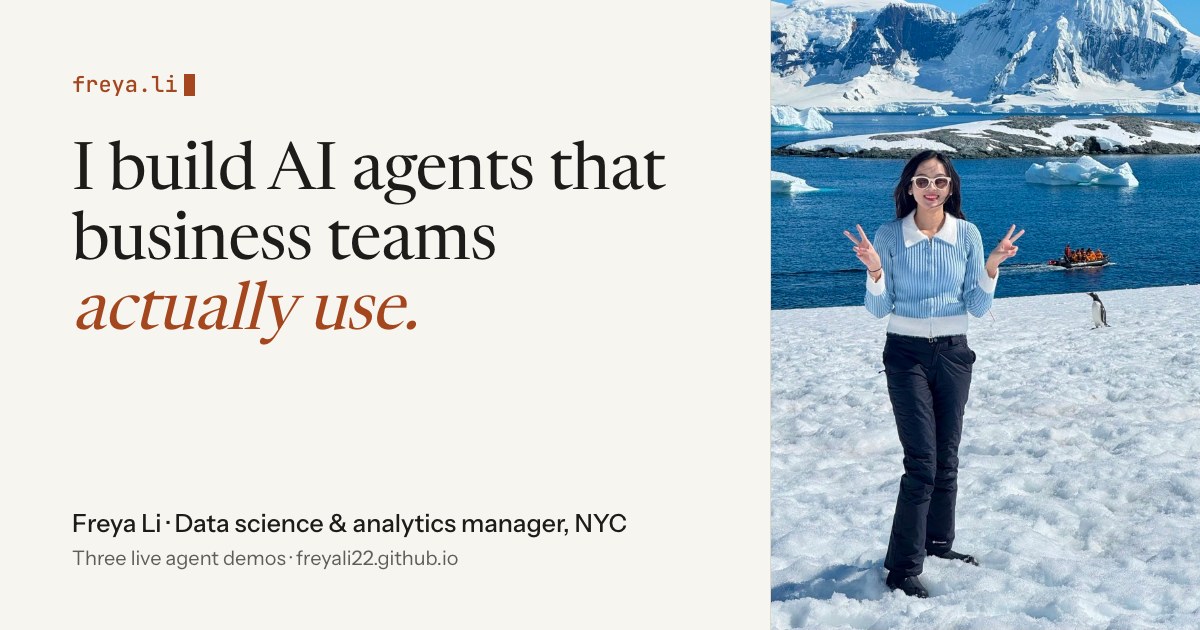 freya.li
I build AI agents that
business teams
actually use.
Freya Li · Data science & analytics manager, NYC
Three live agent demos · freyali22.github.io